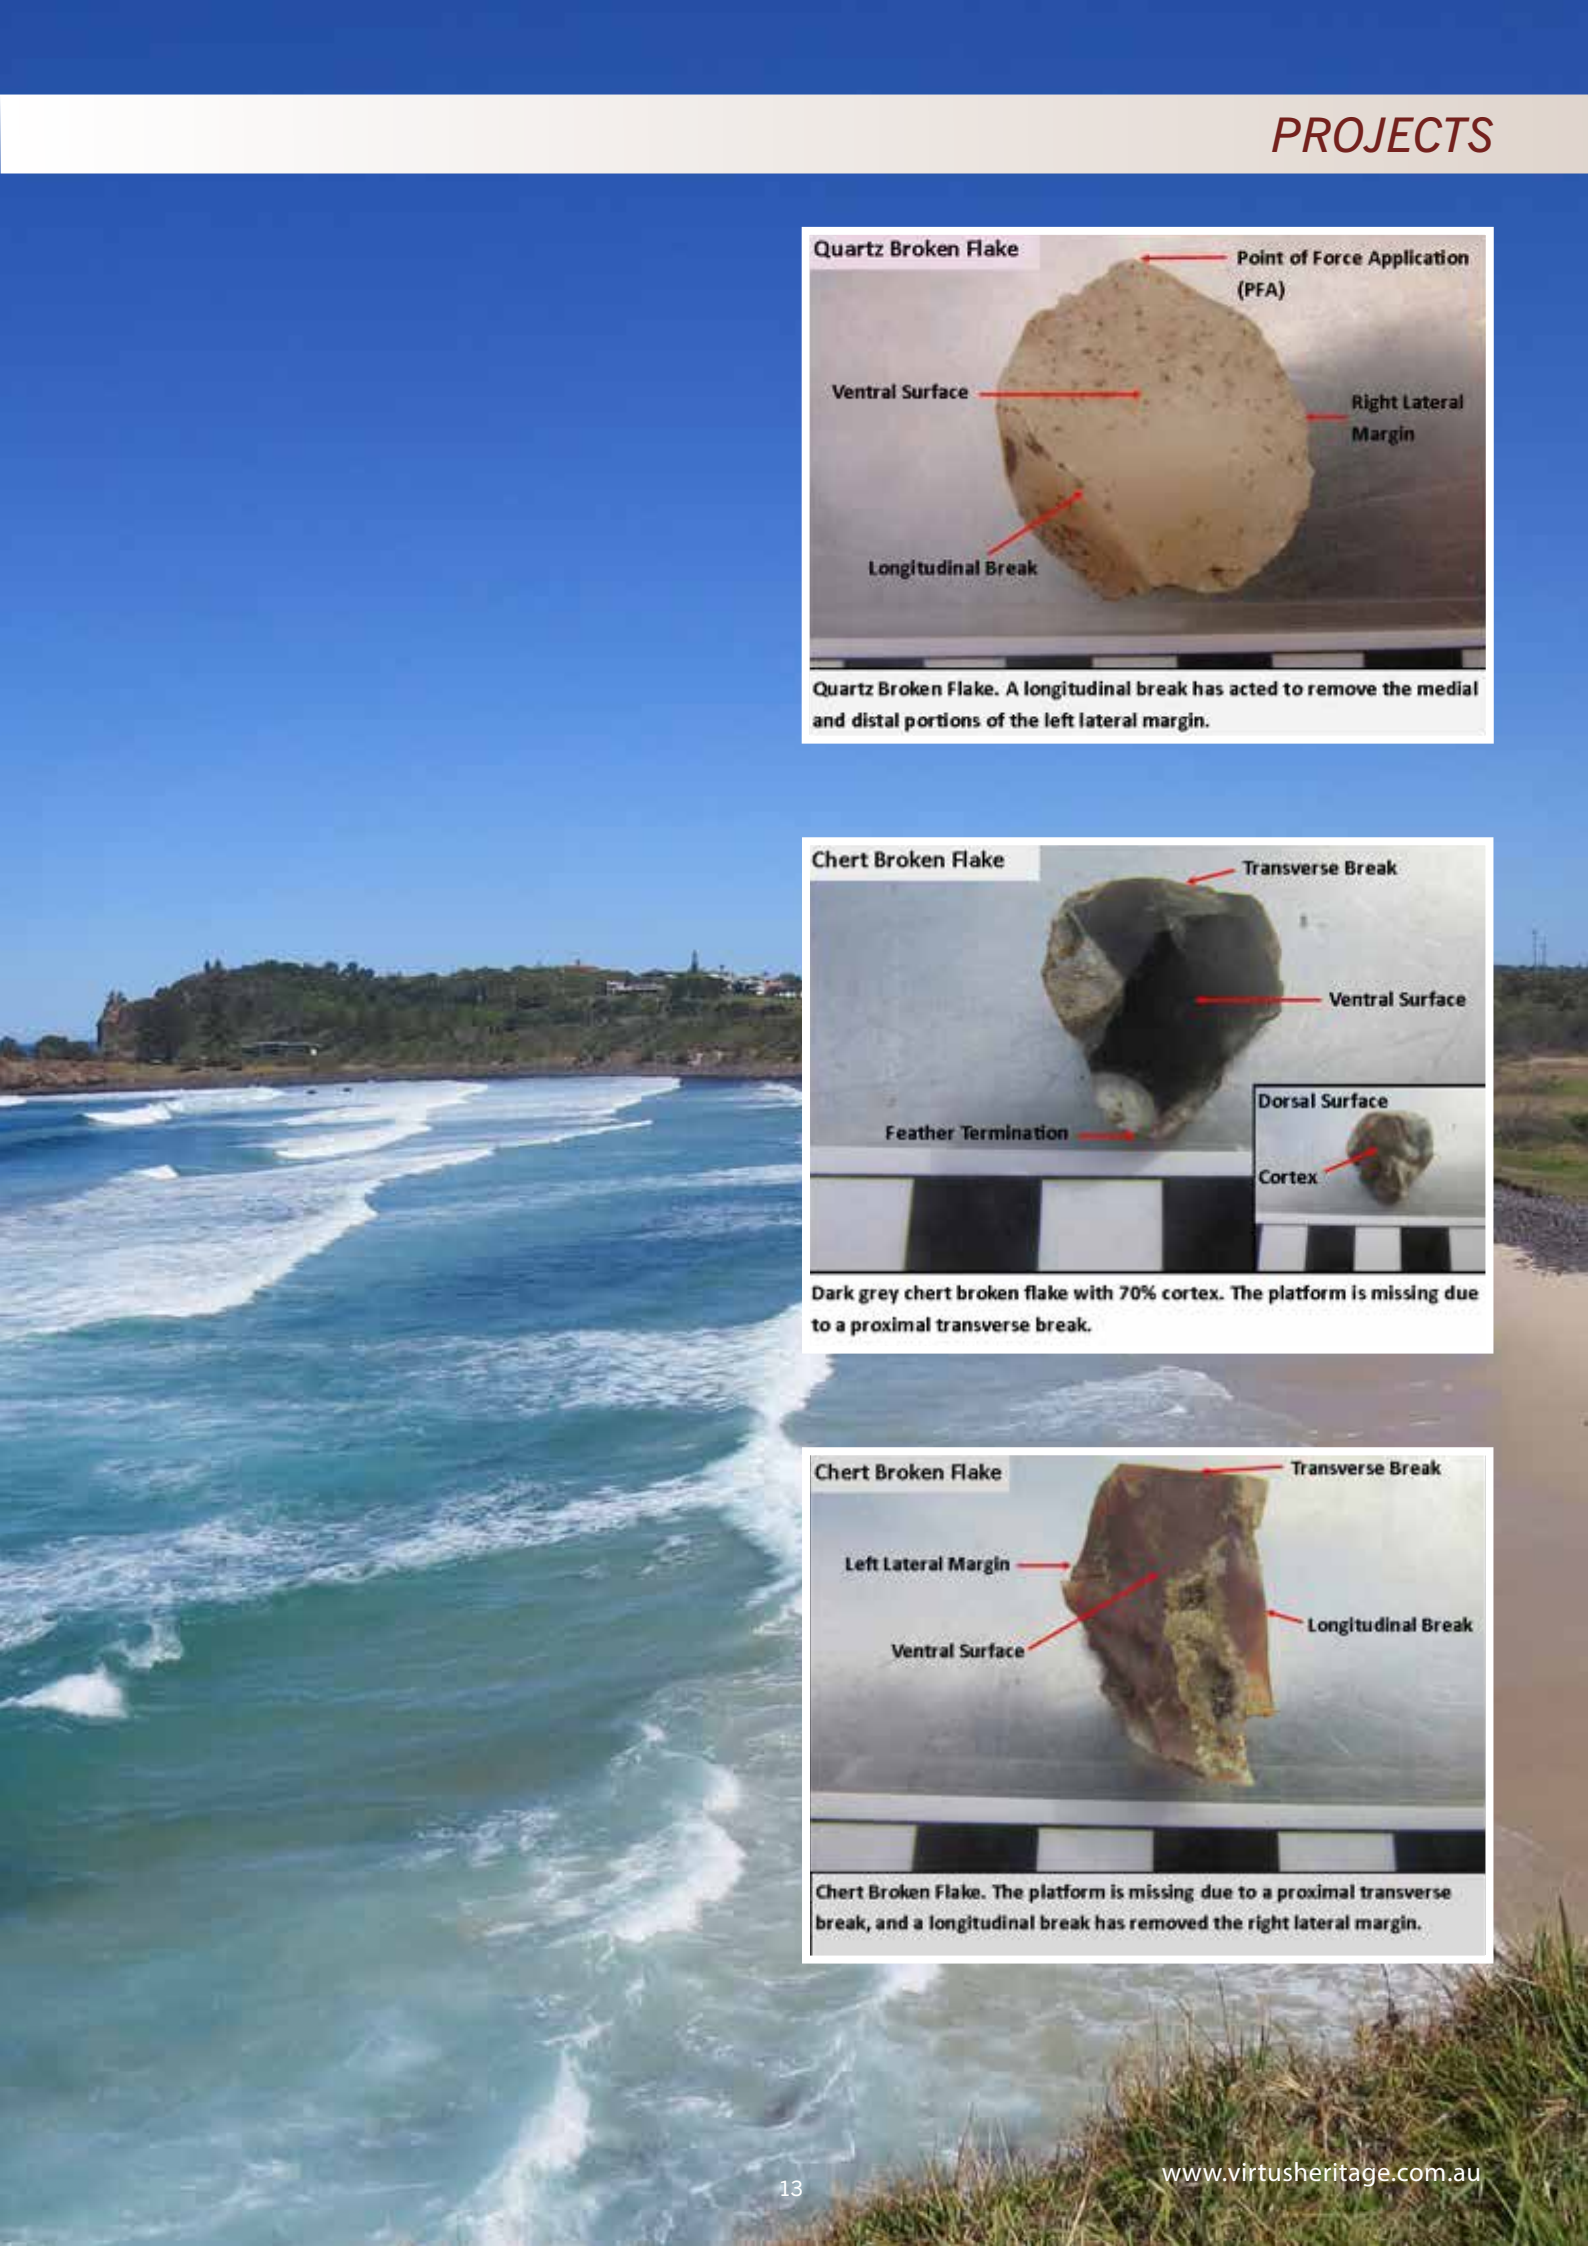 PROJECTS
Quartz Broken Flake
Point of Force Application
(PFA)
Ventral Surface
Right Lateral
Margin
Longitudinal Break
Quartz Broken Flake. A longitudinal break has acted to remove the medial
and distal portions of the left lateral margin.
Chert Broken Flake
Transverse Break
Ventral Surface
Dorsal Surface
Feather Termination
Cortex
Dark grey chert broken flake with 70% cortex. The platform is missing due
to a proximal transverse break.
Chert Broken Flake
Transverse Break
Left Lateral Margin
Longitudinal Break
Ventral Surface
Chert Broken Flake. The platform is missing due to a proximal transverse
break, and a longitudinal break has removed the right lateral margin.
www.virtusheritage.com.au
13